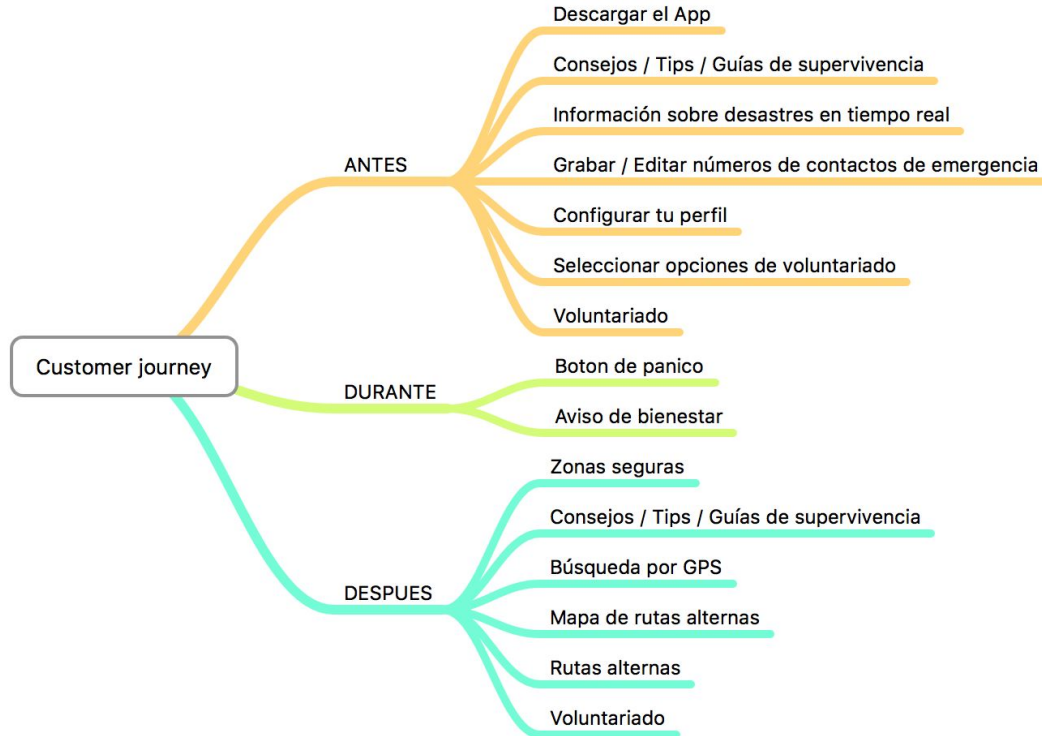 Customer journey
ANTES
Descargar el App
Consejos / Tips / Guías de supervivencia
Información sobre desastres en tiempo real
Grabar / Editar números de contactos de emergencia
Configurar tu perfil
Seleccionar opciones de voluntariado
Voluntariado
DURANTE
Boton de panico
Aviso de bienestar
DESPUES
Zonas seguras
Consejos / Tips / Guías de supervivencia
Búsqueda por GPS
Mapa de rutas alternas
Rutas alternas
Voluntariado